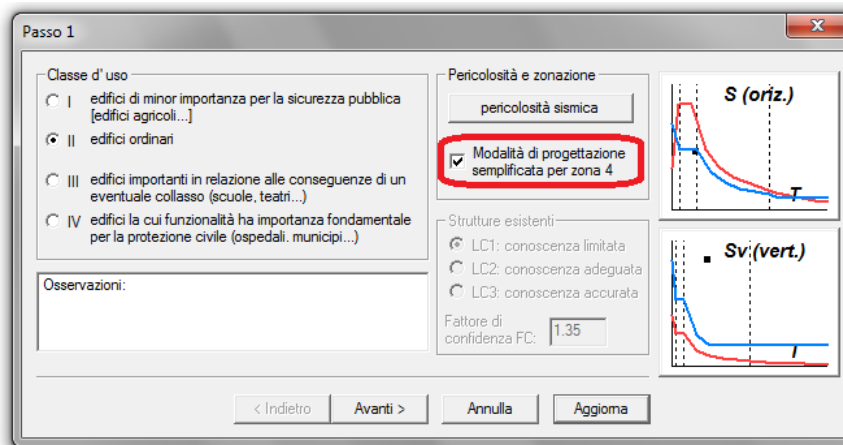 Passo 1
Classe d' uso
I edifici di minor importanza per la sicurezza pubblica
[edifici agricoli...]
II edifici ordinari
III edifici importanti in relazione alle conseguenze di un
eventuale collasso (scuole, teatri...)
IV edifici la cui funzionalità ha importanza fondamentale
per la protezione civile (ospedali. municipi...)
Osservazioni:
Pericolosità e zonazione
pericolosità sismica
Modalità di progettazione
semplificata per zona 4
Strutture esistenti
LC1: conoscenza limitata
LC2: conoscenza adeguata
LC3: conoscenza accurata
Fattore di
confidenza FC: 1.35
S (oriz.)
T
Sv (vert.)
< Indietro
Avanti >
Annulla
Aggiorna